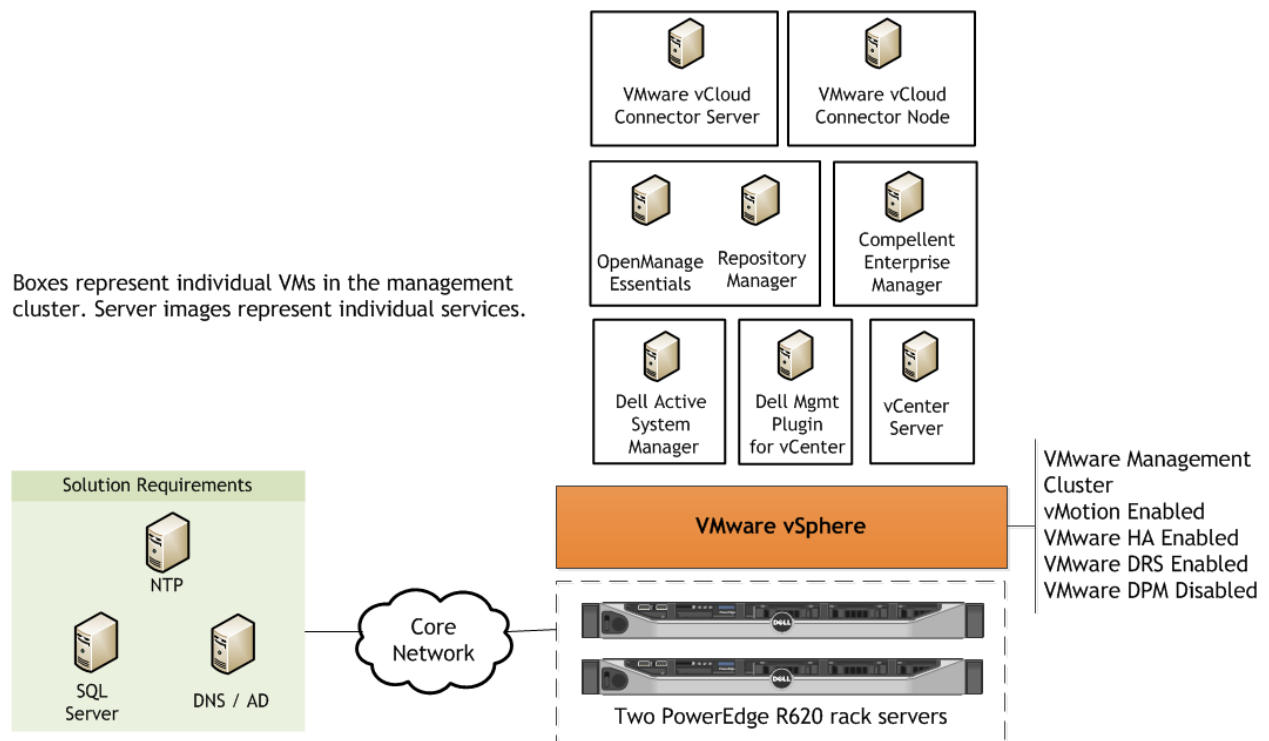 VMware vCloud
Connector Server
VMware vCloud
Connector Node
OpenManage
Essentials
Repository
Manager
Compellent
Enterprise
Manager
Boxes represent individual VMs in the management
cluster. Server images represent individual services.
Dell Active
System
Manager
Dell Mgmt
Plugin
for vCenter
vCenter
Server
VMware vSphere
VMware Management
Cluster
vMotion Enabled
VMware HA Enabled
VMware DRS Enabled
VMware DPM Disabled
Solution Requirements
NTP
SQL
Server
DNS / AD
Core
Network
DELL
DELL
Two PowerEdge R620 rack servers